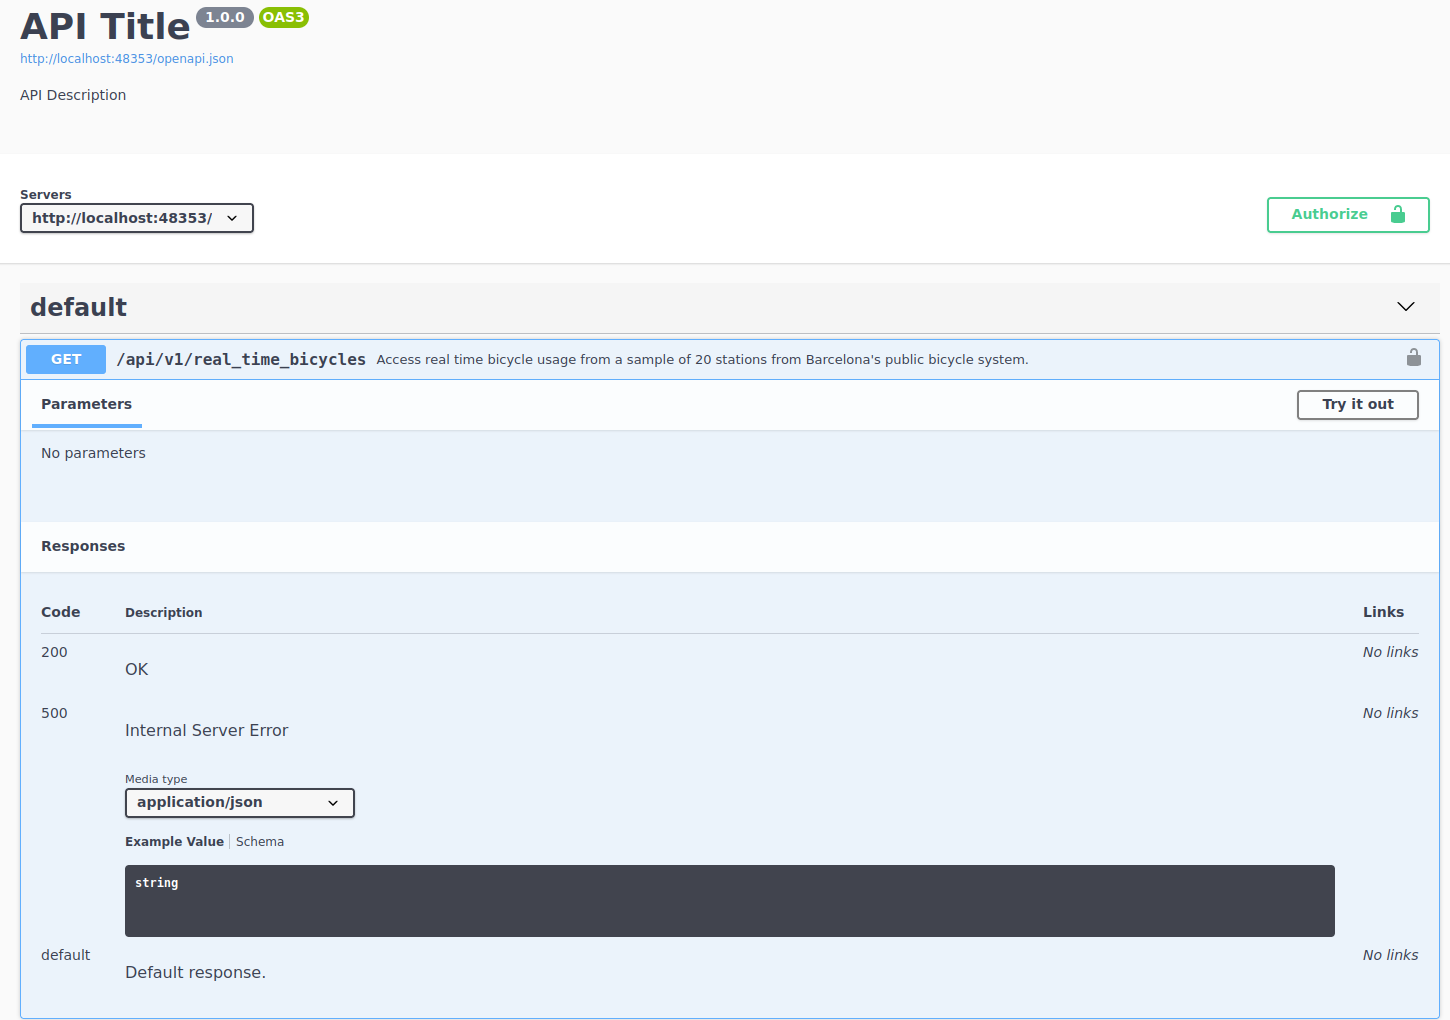 API Title 1.0.0 OAS3
http://localhost:48353/openapi.json
API Description
Servers
http://localhost:48353/
Authorize
default
GET /api/v1/real_time_bicycles Access real time bicycle usage from a sample of 20 stations from Barcelona's public bicycle system.
Parameters Try it out
No parameters
Responses
Code Description Links
200 No links
OK
500 No links
Internal Server Error
Media type
application/json
Example Value Schema
string
default No links
Default response.